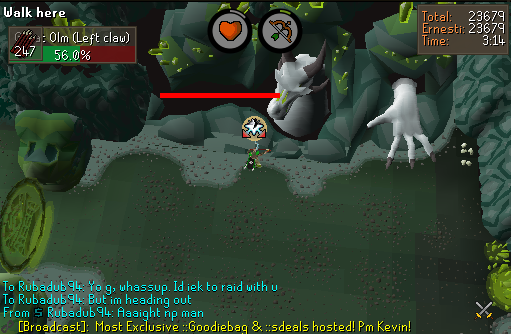 Walk here
: Olm (Left claw)
247
56.0%
Total: 23679
Ernesti: 23679
Time: 3:14
To Rubadub94: Yo g, whassup. Id lek to raid with u
To Rubadub94: But im heading out
From S Rubadub94: Aaaight np man
[Broadcast]: Most Exclusive ::Goodiebag & ::sdeals hosted! Pm Kevin!